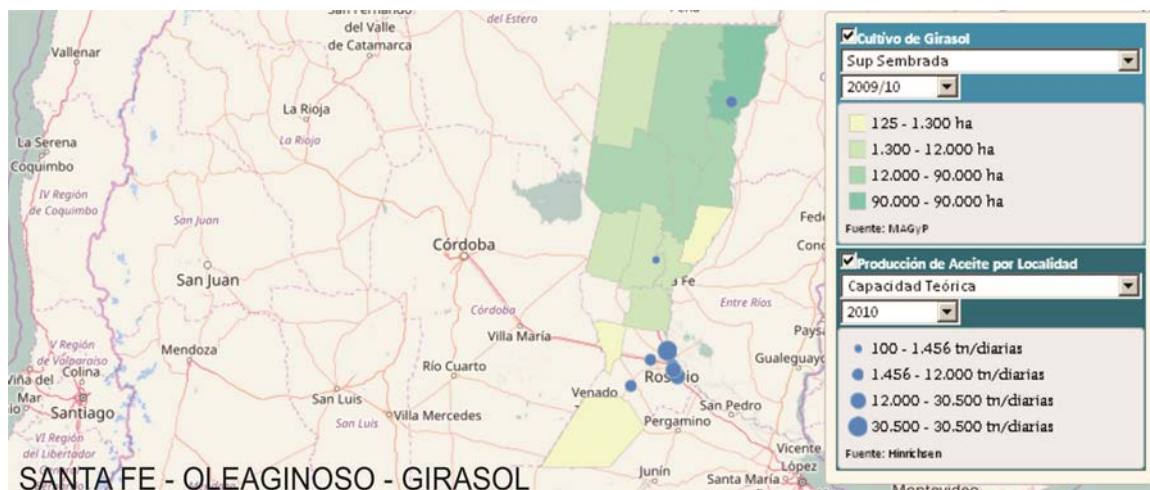 San Fernando
del Valle
de Catamarca
del Estero
Vallenar
La Rioja
La Rioja
La Serena
Coquimbo
IV Región
de Coquimbo
San Juan
San Juan
Córdoba
Córdoba
Villa María
Río Cuarto
Mendoza
San Luis
San Luis
Villa Mercedes
V Región
de Valparaíso
Viña del
Mar
Colina
Santiago
VI Región
del Libertador
Venado
Rosario
Pergamino
San Pedro
Junín
Santa María
Entre Ríos
Gualeguay
Vicente
López
Montevideo
Cultivo de Girasol
Sup Sembrada
2009/10
125 - 1.300 ha
1.300 - 12.000 ha
12.000 - 90.000 ha
90.000 - 90.000 ha
Fuente: MAGyP
Producción de Aceite por Localidad
Capacidad Teórica
2010
100 - 1.456 tn/diarias
1.456 - 12.000 tn/diarias
12.000 - 30.500 tn/diarias
30.500 - 30.500 tn/diarias
Fuente: Hinrichsen
SANTA FE - OLEAGINOSO - GIRASOL